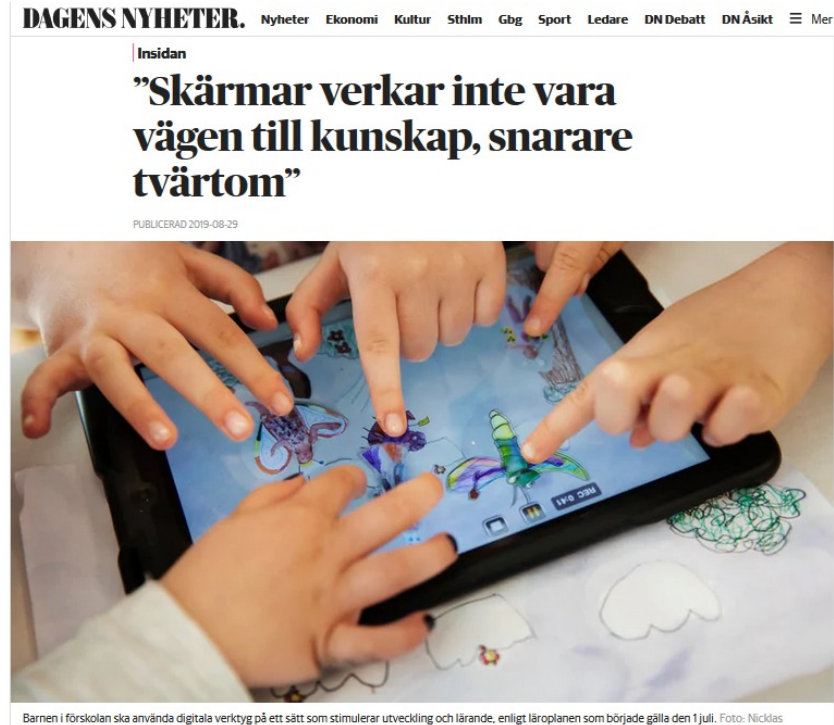 DAGENS NYHETER. Nyheter Ekonomi Kultur Sthlm Gbg Sport Ledare DN Debatt DN Åsikt ☰ Mer
Insidan
”Skärmar verkar inte vara
vägen till kunskap, snarare
tvärtom”
PUBLICERAD 2019-08-29
REC 0:41
Barnen i förskolan ska använda digitala verktyg på ett sätt som stimulerar utveckling och lärande, enligt läroplanen som började gälla den 1 juli. Foto: Nicklas